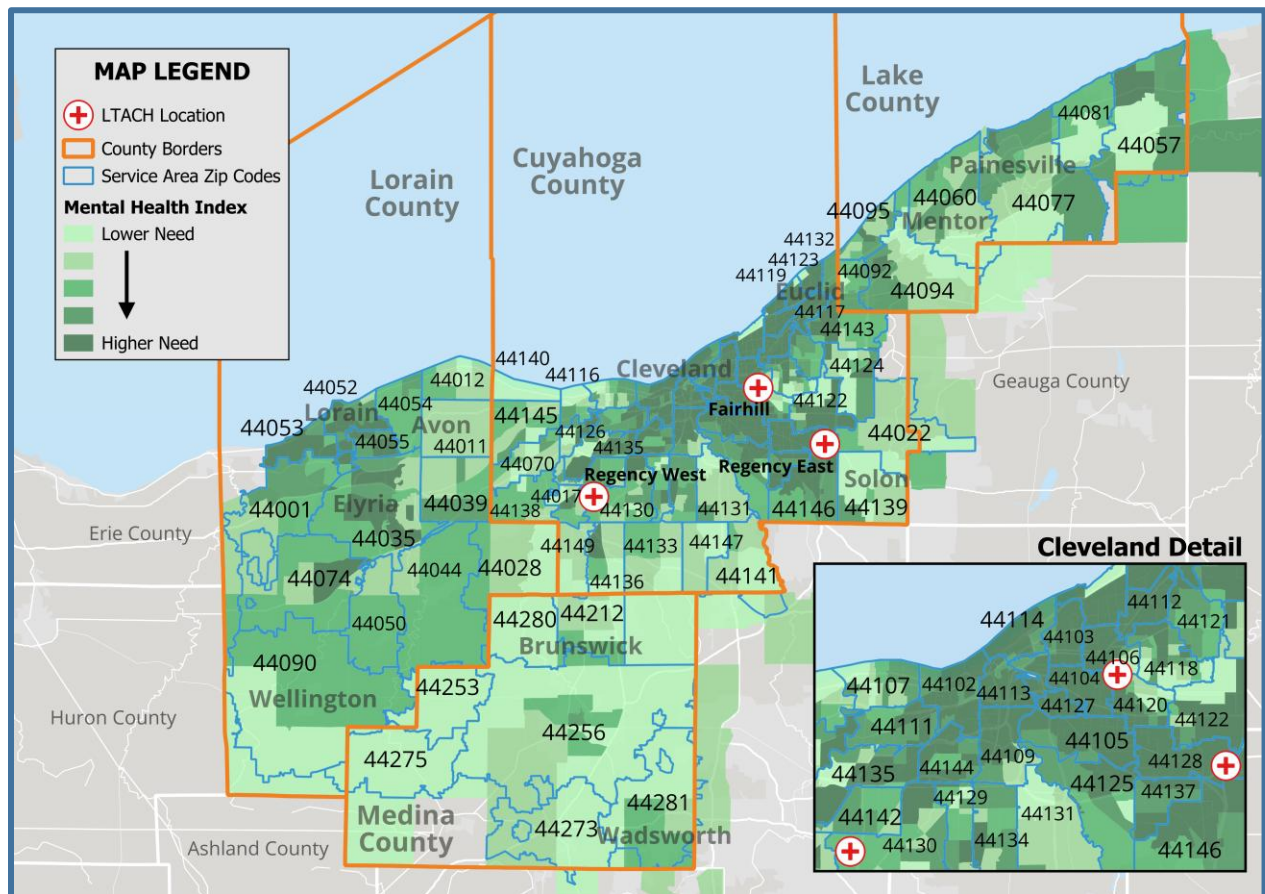 MAP LEGEND
LTACH Location
County Borders
Service Area Zip Codes
Mental Health Index
Lower Need
Higher Need
Lorain
County
Cuyahoga
County
Lake
County
44081
44057
Painesville
44060
44077
44095
Mentor
44132
44123
44119
44092
Euclid
44094
44117
44143
44140
44116
Cleveland
44124
Geauga County
44052
44012
44054
Lorain
Avon
44053
44055
44011
44145
44126
44135
Fairhill
44122
44022
44070
Regency West
Regency East
Solon
44001
Elyria
44039
44017
44138
44130
44131
44146
44139
Erie County
44035
44149
44133
44147
44074
44044
44028
44136
44141
44050
44280
44212
Brunswick
44090
44253
Wellington
Huron County
44256
44275
Medina
County
44273
44281
Wadsworth
Ashland County
Cleveland Detail
44114
44112
44103
44121
44106
44118
44107
44102
44104
44113
44127
44120
44122
44111
44105
44109
44128
44135
44144
44125
44137
44129
44142
44131
44130
44134
44146